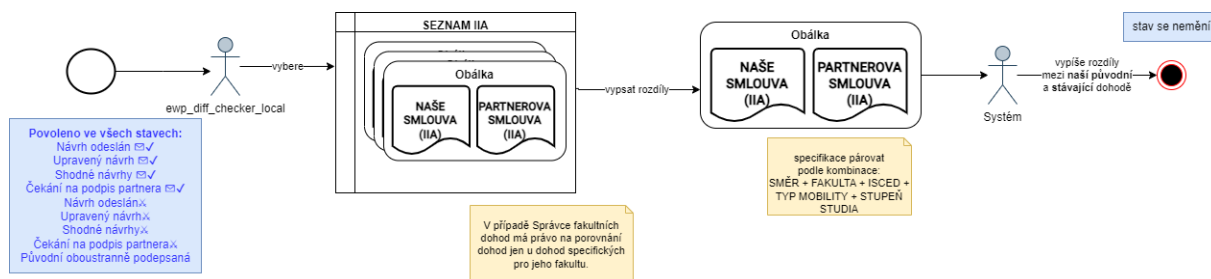 ewp_diff_checker_local
Povoleno ve všech stavech:
Návrh odeslán ✉✓
Upravený návrh ✉✓
Shodné návrhy ✉✓
Čekání na podpis partnera ✉✓
Návrh odeslán⚔
Upravený návrh⚔
Shodné návrhy⚔
Čekání na podpis partnera⚔
Původní oboustranně podepsaná
vybere
SEZNAM IIA
Obálka
NAŠE
SMLOUVA
(IIA)
PARTNEROVA
SMLOUVA
(IIA)
V případě Správce fakultních
dohod má právo na porovnání
dohod jen u dohod specifických
pro jeho fakultu.
vypsat rozdíly
Obálka
NAŠE
SMLOUVA
(IIA)
PARTNEROVA
SMLOUVA
(IIA)
specifikace párovat
podle kombinace:
SMĚR + FAKULTA + ISCED +
TYP MOBILITY + STUPEŇ
STUDIA
Systém
vypíše rozdíly
mezi naší původní
a stávající dohodě
stav se nemění